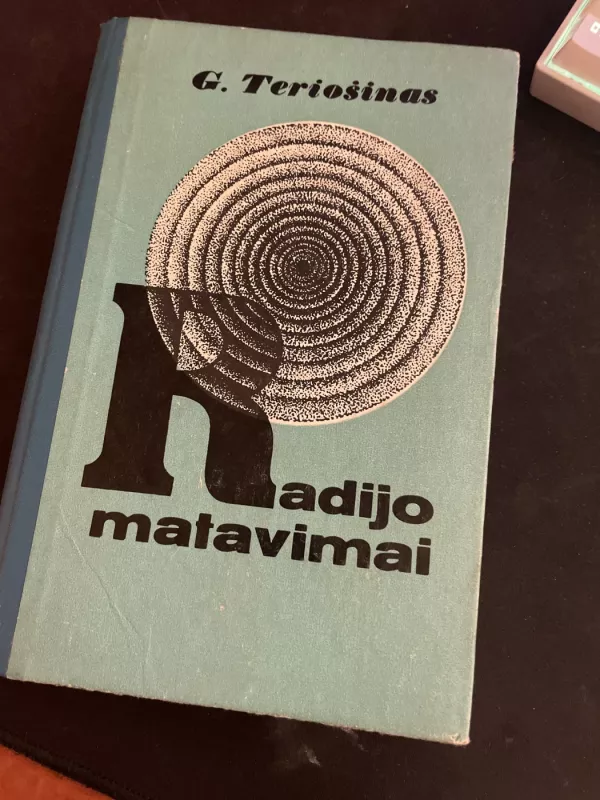 G. Teriošinas
Radijo
matavimai